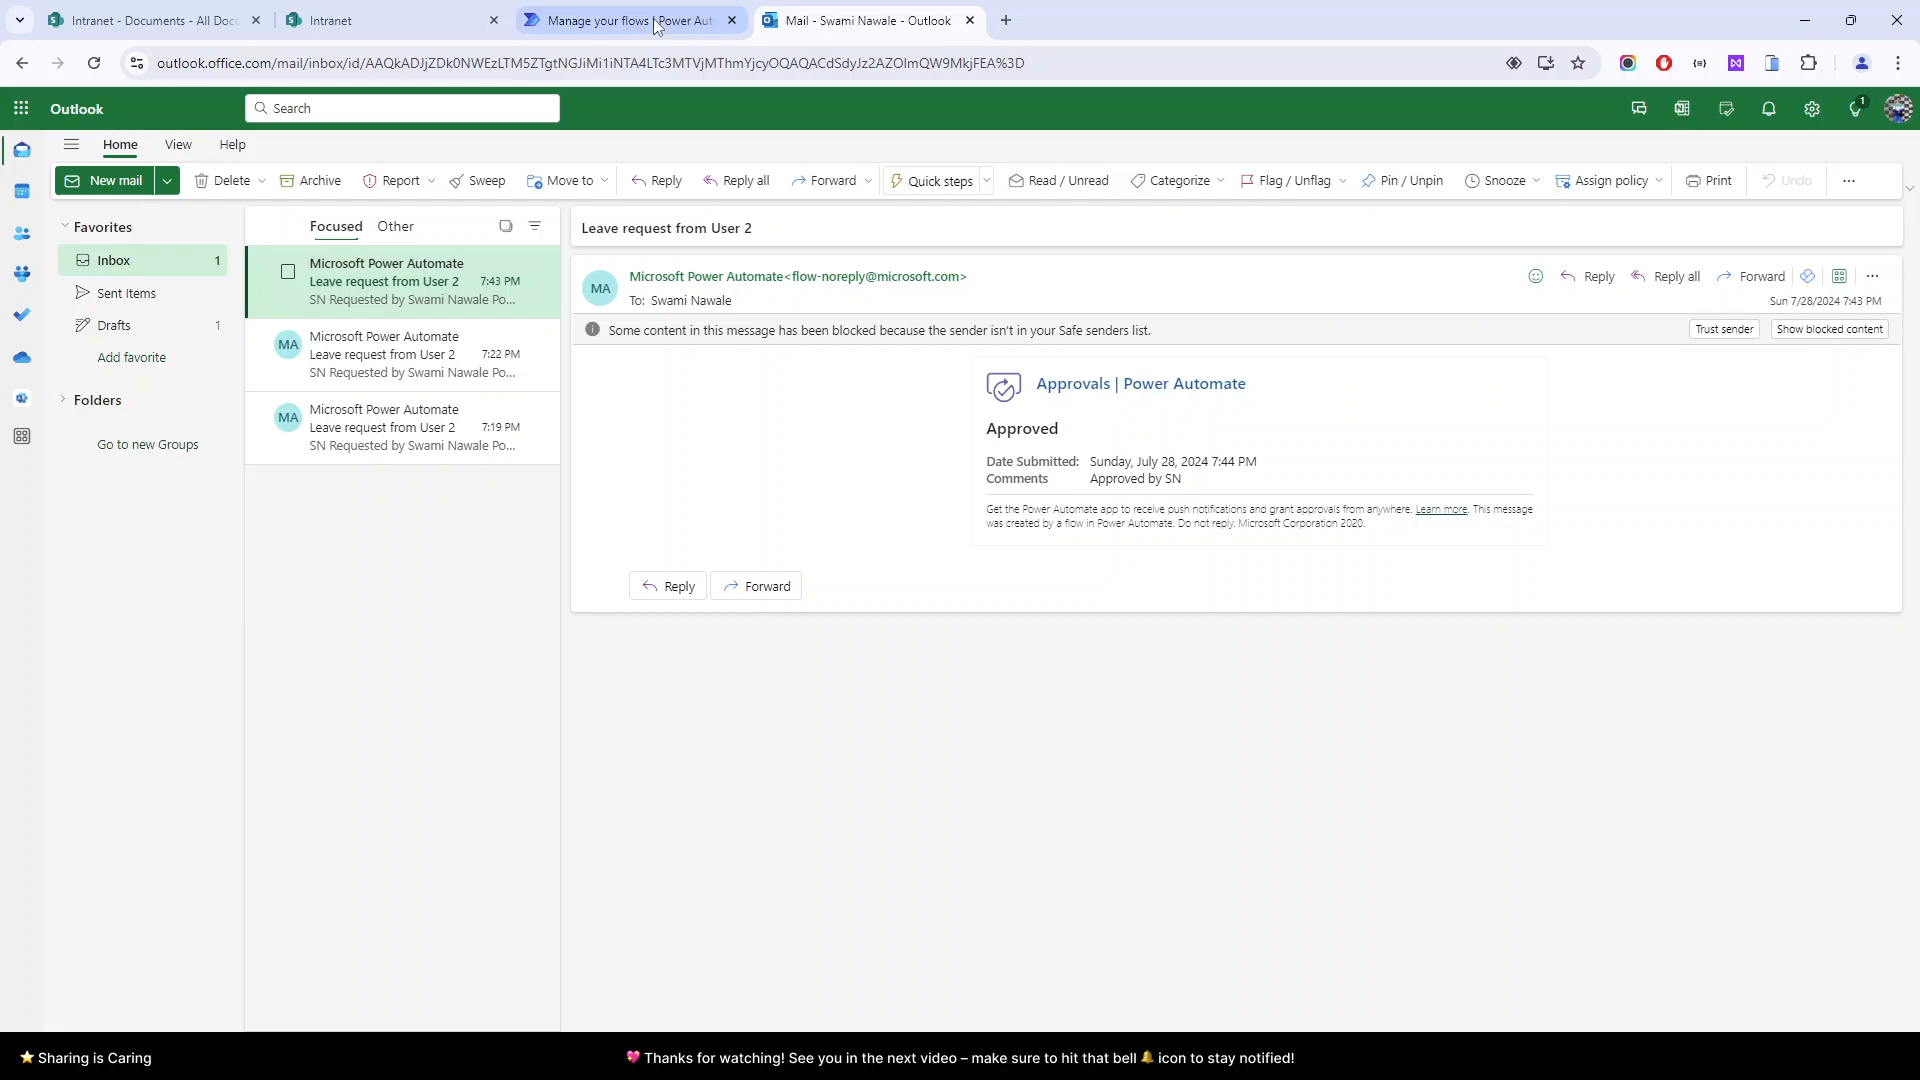 Intranet - Documents - All Docu
Intranet
Manage your flows | Power Aut
Mail - Swami Nawale - Outlook
outlook.office.com/mail/inbox/id/AAQkADJjZDk0NWEzLTM5ZTgtNGJiMi1iNTA4LTc3MTVjMThmYjcyOQAQACdSdyJz2AZOlmQW9MkjFEA%3D
Outlook
Search
1
Home View Help
New mail Delete Archive Report Sweep Move to Reply Reply all Forward Quick steps Read / Unread Categorize Flag / Unflag Pin / Unpin Snooze Assign policy Print Undo
Favorites
Inbox 1
Sent Items
Drafts 1
Add favorite
Folders
Go to new Groups
Focused Other
Microsoft Power Automate
Leave request from User 2 7:43 PM
SN Requested by Swami Nawale Po...
MA
Microsoft Power Automate
Leave request from User 2 7:22 PM
SN Requested by Swami Nawale Po...
MA
Microsoft Power Automate
Leave request from User 2 7:19 PM
SN Requested by Swami Nawale Po...
Leave request from User 2
MA
Microsoft Power Automate<flow-noreply@microsoft.com>
To: Swami Nawale
Reply Reply all Forward
Sun 7/28/2024 7:43 PM
Some content in this message has been blocked because the sender isn't in your Safe senders list.
Trust sender Show blocked content
Approvals | Power Automate
Approved
Date Submitted: Sunday, July 28, 2024 7:44 PM
Comments Approved by SN
Get the Power Automate app to receive push notifications and grant approvals from anywhere. Learn more. This message
was created by a flow in Power Automate. Do not reply. Microsoft Corporation 2020.
Reply Forward
⭐ Sharing is Caring
💖 Thanks for watching! See you in the next video – make sure to hit that bell 🔔 icon to stay notified!